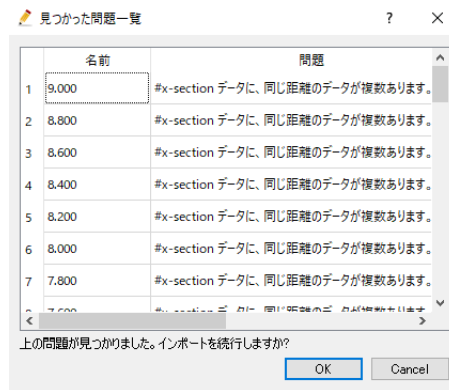 見つかった問題一覧
名前 問題
1 9.000 #x-section データに、同じ距離のデータが複数あります。
2 8.800 #x-section データに、同じ距離のデータが複数あります。
3 8.600 #x-section データに、同じ距離のデータが複数あります。
4 8.400 #x-section データに、同じ距離のデータが複数あります。
5 8.200 #x-section データに、同じ距離のデータが複数あります。
6 8.000 #x-section データに、同じ距離のデータが複数あります。
7 7.800 #x-section データに、同じ距離のデータが複数あります。
上の問題が見つかりました。インポートを続行しますか?
OK Cancel